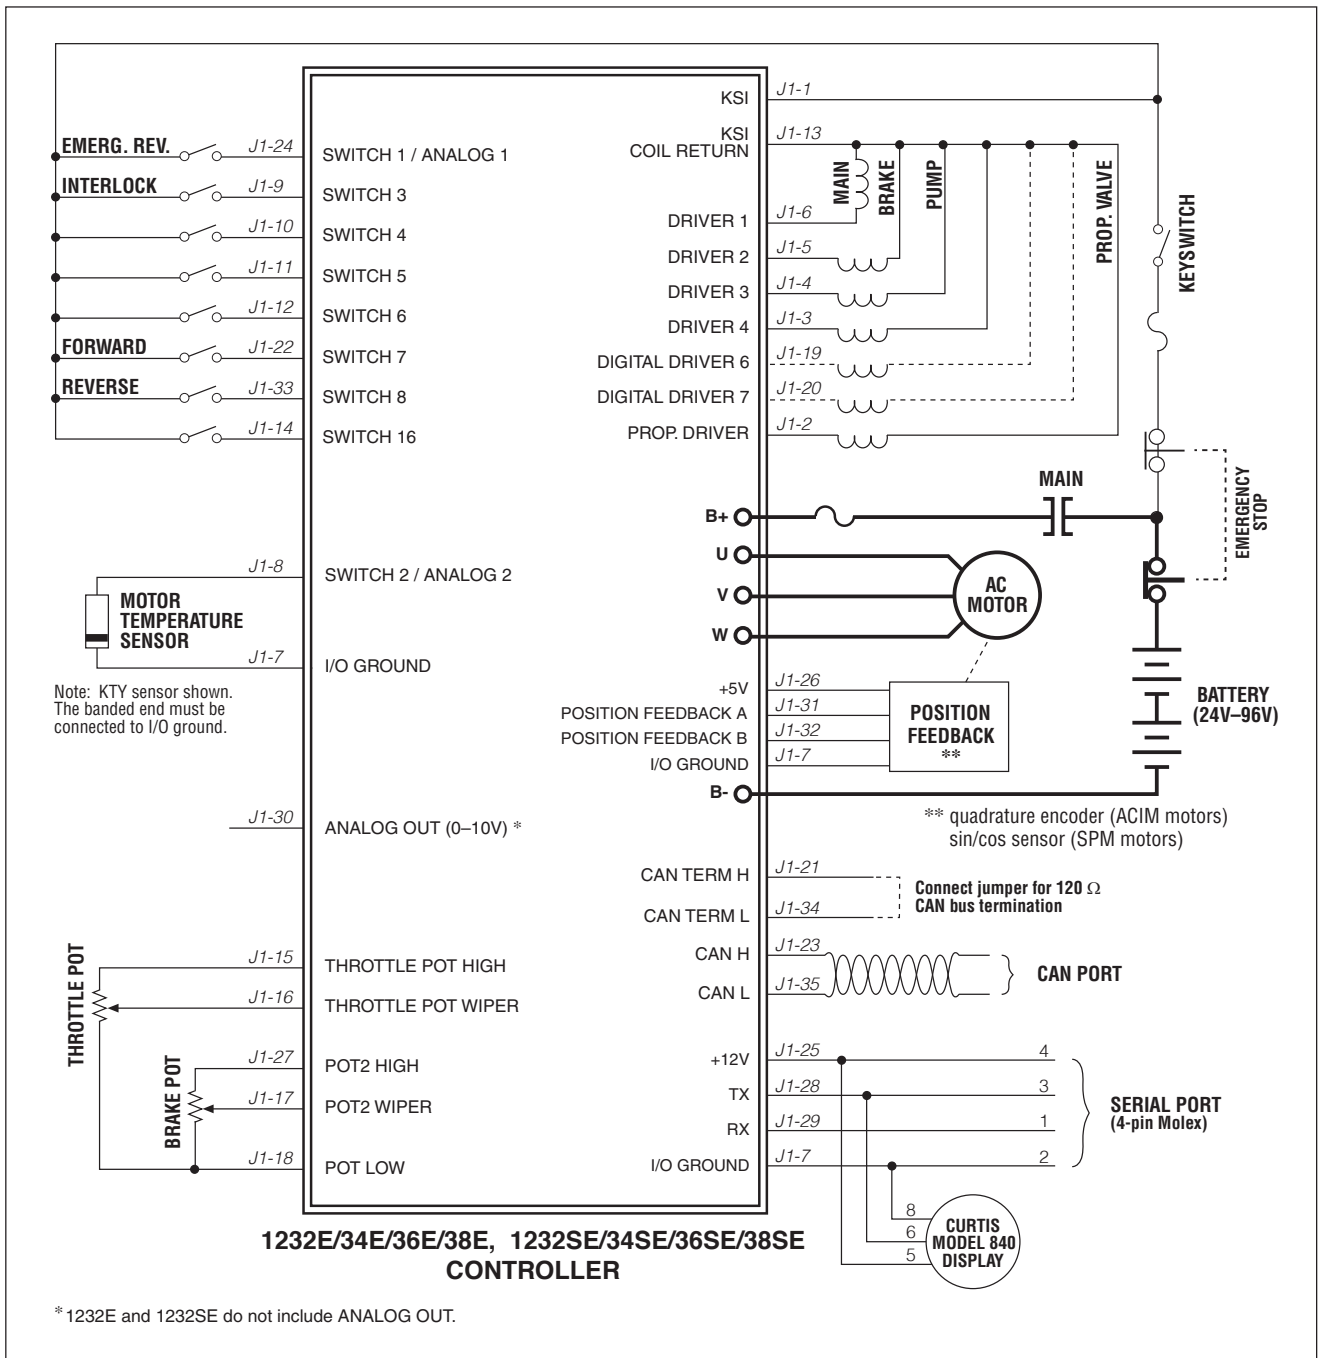 KSI
J1-1
KSI
COIL RETURN
J1-13
EMERG. REV.
J1-24
SWITCH 1 / ANALOG 1
INTERLOCK
J1-9
SWITCH 3
J1-10
SWITCH 4
J1-11
SWITCH 5
J1-12
SWITCH 6
FORWARD
J1-22
SWITCH 7
REVERSE
J1-33
SWITCH 8
J1-14
SWITCH 16
MAIN
BRAKE
PUMP
PROP. VALVE
DRIVER 1
J1-6
DRIVER 2
J1-5
DRIVER 3
J1-4
DRIVER 4
J1-3
DIGITAL DRIVER 6
J1-19
DIGITAL DRIVER 7
J1-20
PROP. DRIVER
J1-2
KEYSWITCH
EMERGENCY
STOP
MAIN
B+
U
V
W
AC
MOTOR
BATTERY
(24V–96V)
J1-8
SWITCH 2 / ANALOG 2
MOTOR
TEMPERATURE
SENSOR
J1-7
I/O GROUND
Note: KTY sensor shown.
The banded end must be
connected to I/O ground.
+5V
J1-26
POSITION FEEDBACK A
J1-31
POSITION FEEDBACK B
J1-32
I/O GROUND
J1-7
POSITION
FEEDBACK
**
B-
** quadrature encoder (ACIM motors)
sin/cos sensor (SPM motors)
J1-30
ANALOG OUT (0–10V) *
CAN TERM H
J1-21
CAN TERM L
J1-34
Connect jumper for 120 Ω
CAN bus termination
CAN H
J1-23
CAN L
J1-35
CAN PORT
THROTTLE POT
J1-15
THROTTLE POT HIGH
J1-16
THROTTLE POT WIPER
BRAKE POT
J1-27
POT2 HIGH
J1-17
POT2 WIPER
J1-18
POT LOW
+12V
J1-25
4
TX
J1-28
3
RX
J1-29
1
I/O GROUND
J1-7
2
SERIAL PORT
(4-pin Molex)
8
6
5
CURTIS
MODEL 840
DISPLAY
1232E/34E/36E/38E, 1232SE/34SE/36SE/38SE
CONTROLLER
* 1232E and 1232SE do not include ANALOG OUT.